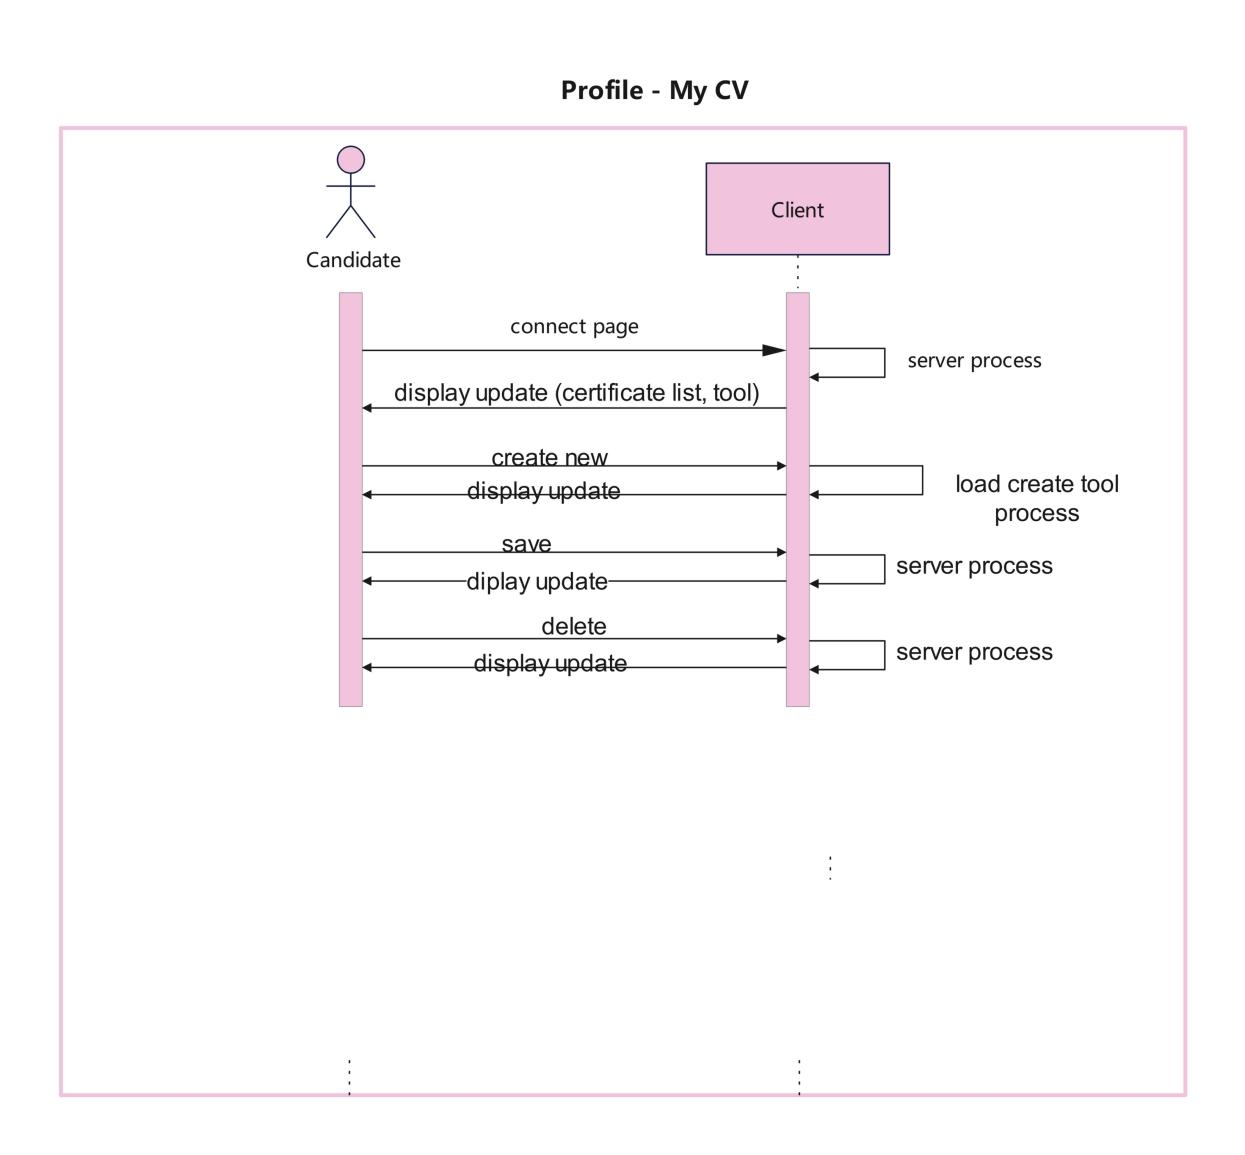 Profile - My CV
Candidate
Client
connect page
server process
display update (certificate list, tool)
create new
display update
load create tool
process
save
diplay update
server process
delete
display update
server process